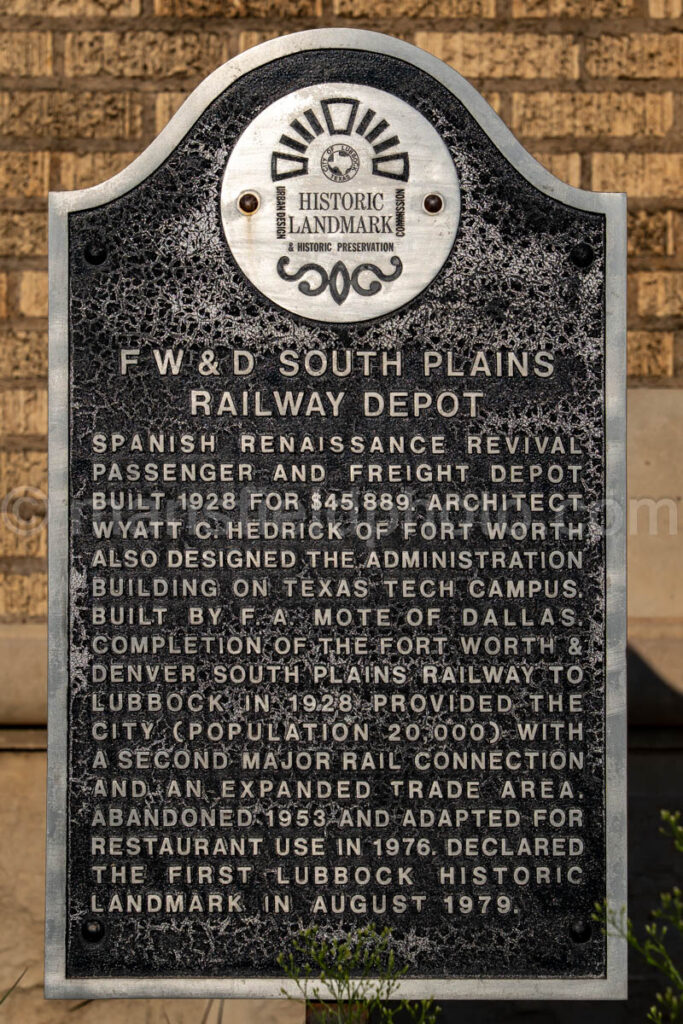 CITY OF LUBBOCK
TEXAS
URBAN DESIGN
HISTORIC
LANDMARK
COMMISSION
& HISTORIC PRESERVATION
F W & D SOUTH PLAINS
RAILWAY DEPOT
SPANISH RENAISSANCE REVIVAL
PASSENGER AND FREIGHT DEPOT
BUILT 1928 FOR $45,889. ARCHITECT
WYATT C. HEDRICK OF FORT WORTH
ALSO DESIGNED THE ADMINISTRATION
BUILDING ON TEXAS TECH CAMPUS.
BUILT BY F. A. MOTE OF DALLAS.
COMPLETION OF THE FORT WORTH &
DENVER SOUTH PLAINS RAILWAY TO
LUBBOCK IN 1928 PROVIDED THE
CITY (POPULATION 20,000) WITH
A SECOND MAJOR RAIL CONNECTION
AND AN EXPANDED TRADE AREA.
ABANDONED 1953 AND ADAPTED FOR
RESTAURANT USE IN 1976. DECLARED
THE FIRST LUBBOCK HISTORIC
LANDMARK IN AUGUST 1979.